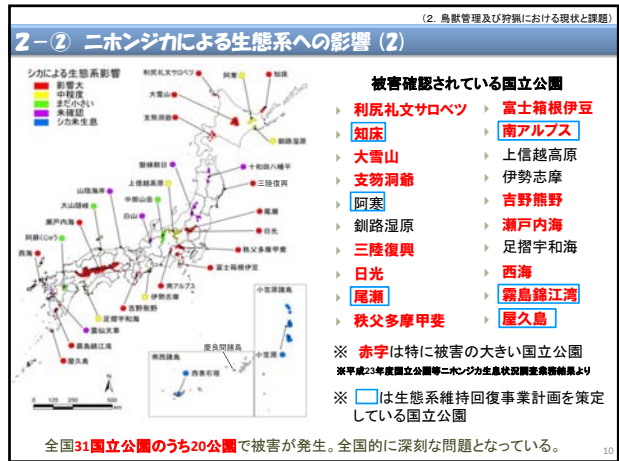 (2．鳥獣管理及び狩猟における現状と課題)
2－② ニホンジカによる生態系への影響（2）
シカによる生態系影響
影響大
中程度
まだ小さい
未確認
シカ未生息
利尻礼文サロベツ
阿寒
知床
大雪山
支笏洞爺
釧路湿原
磐梯朝日
十和田八幡平
三陸復興
上信越高原
中部山岳
山陰海岸
大山隠岐
白山
瀬戸内海
阿蘇くじゅう
西海
尾瀬
日光
秩父多摩甲斐
富士箱根伊豆
南アルプス
伊勢志摩
吉野熊野
足摺宇和海
雲仙天草
霧島錦江湾
屋久島
小笠原諸島
小笠原
慶良間諸島
南西諸島
西表石垣
N
0 125 250 500
km
被害確認されている国立公園
利尻礼文サロベツ
知床
大雪山
支笏洞爺
阿寒
釧路湿原
三陸復興
日光
尾瀬
秩父多摩甲斐
富士箱根伊豆
南アルプス
上信越高原
伊勢志摩
吉野熊野
瀬戸内海
足摺宇和海
西海
霧島錦江湾
屋久島
※ 赤字は特に被害の大きい国立公園
※平成23年度国立公園等ニホンジカ生息状況調査業務結果より
※ は生態系維持回復事業計画を策定
している国立公園
全国31国立公園のうち20公園で被害が発生。全国的に深刻な問題となっている。
10